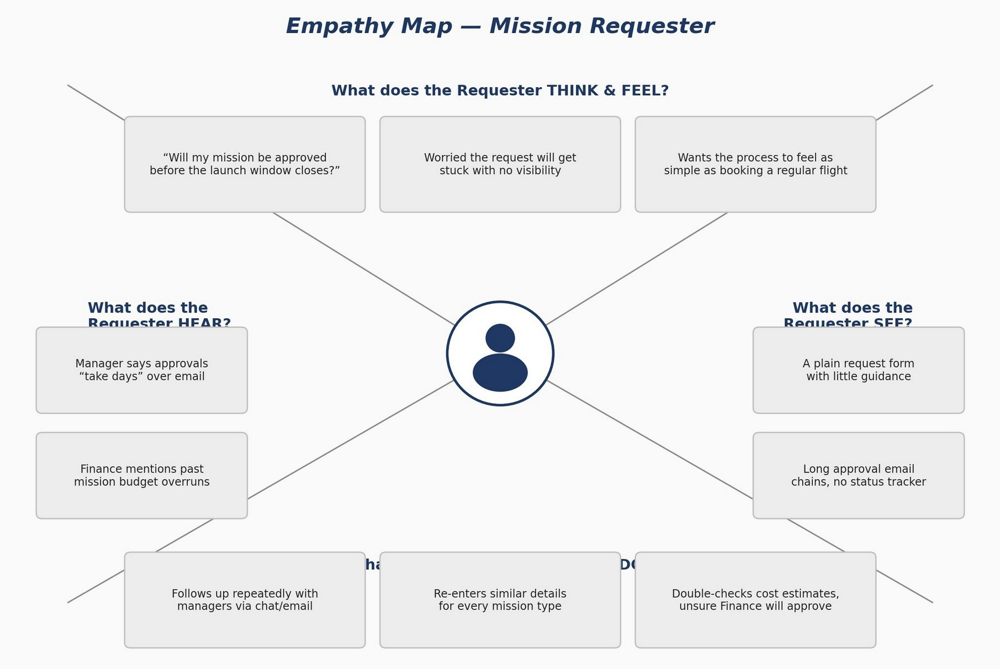 Empathy Map — Mission Requester
What does the Requester THINK & FEEL?
“Will my mission be approved
before the launch window closes?”
Worried the request will get
stuck with no visibility
Wants the process to feel as
simple as booking a regular flight
What does the
Requester HEAR?
Manager says approvals
“take days” over email
Finance mentions past
mission budget overruns
What does the
Requester SEE?
A plain request form
with little guidance
Long approval email
chains, no status tracker
Follows up repeatedly with
managers via chat/email
Re-enters similar details
for every mission type
Double-checks cost estimates,
unsure Finance will approve